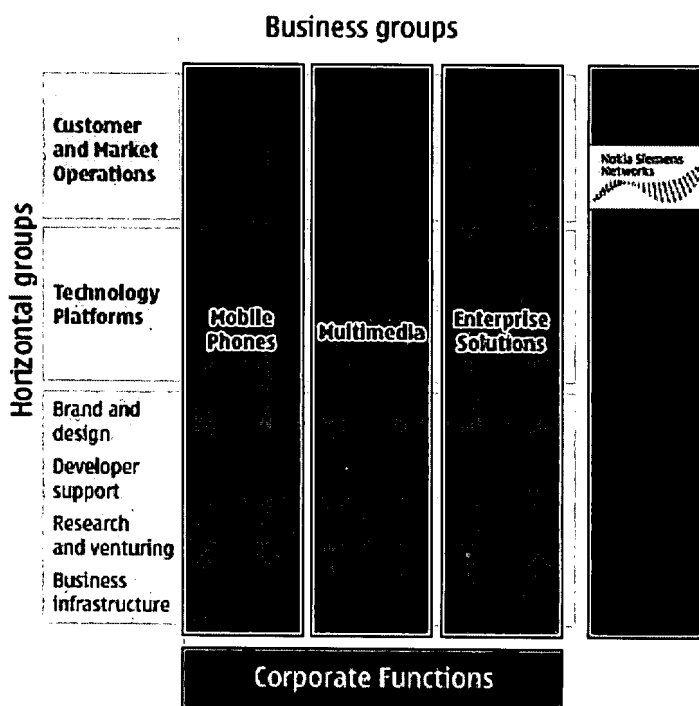 Business groups
Horizontal groups
Customer
and Market
Operations
Technology
Platforms
Brand and
design
Developer
support
Research
and venturing
Business
infrastructure
Mobile
Phones
Multimedia
Enterprise
Solutions
Nokia Siemens
Networks
Corporate Functions